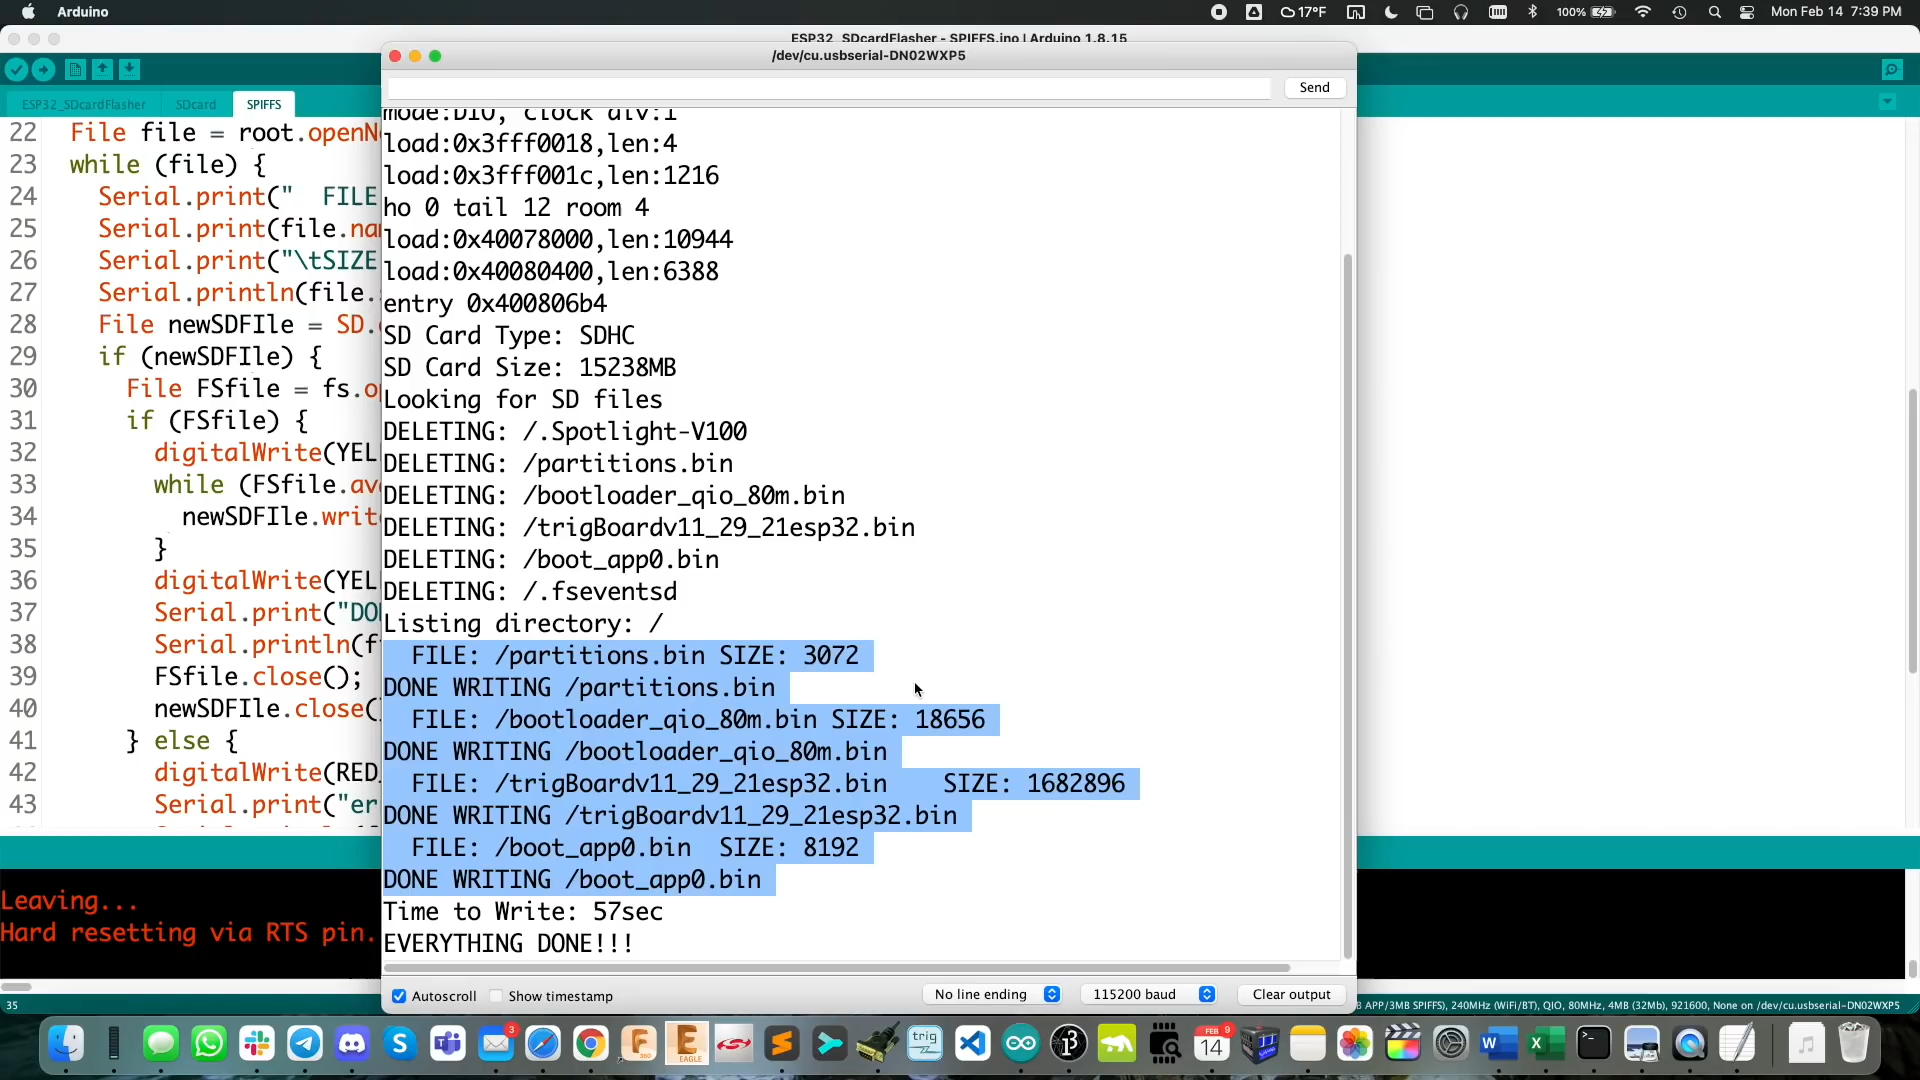 Arduino
17°F
100%
Mon Feb 14 7:39 PM
ESP32_SDcardFlasher - SPIFFS.ino | Arduino 1.8.15
/dev/cu.usbserial-DN02WXP5
Send
ESP32_SDcardFlasher
SDcard
SPIFFS
22 File file = root.openN
23 while (file) {
24 Serial.print(" FILE
25 Serial.print(file.na
26 Serial.print("\tSIZE
27 Serial.println(file.
28 File newSDFIle = SD.
29 if (newSDFIle) {
30 File FSfile = fs.o
31 if (FSfile) {
32 digitalWrite(YEL
33 while (FSfile.av
34 newSDFIle.writ
35 }
36 digitalWrite(YEL
37 Serial.print("DO
38 Serial.println(f
39 FSfile.close();
40 newSDFIle.close(
41 } else {
42 digitalWrite(RED
43 Serial.print("er
mode:DIO, clock div:1
load:0x3fff0018,len:4
load:0x3fff001c,len:1216
ho 0 tail 12 room 4
load:0x40078000,len:10944
load:0x40080400,len:6388
entry 0x400806b4
SD Card Type: SDHC
SD Card Size: 15238MB
Looking for SD files
DELETING: /.Spotlight-V100
DELETING: /partitions.bin
DELETING: /bootloader_qio_80m.bin
DELETING: /trigBoardv11_29_21esp32.bin
DELETING: /boot_app0.bin
DELETING: /.fseventsd
Listing directory: /
FILE: /partitions.bin SIZE: 3072
DONE WRITING /partitions.bin
FILE: /bootloader_qio_80m.bin SIZE: 18656
DONE WRITING /bootloader_qio_80m.bin
FILE: /trigBoardv11_29_21esp32.bin SIZE: 1682896
DONE WRITING /trigBoardv11_29_21esp32.bin
FILE: /boot_app0.bin SIZE: 8192
DONE WRITING /boot_app0.bin
Time to Write: 57sec
EVERYTHING DONE!!!
Leaving...
Hard resetting via RTS pin.
Autoscroll
Show timestamp
No line ending
115200 baud
Clear output
35
APP/3MB SPIFFS), 240MHz (WiFi/BT), QIO, 80MHz, 4MB (32Mb), 921600, None on /dev/cu.usbserial-DN02WXP5
3
F
360
E
EAGLE
trig
FEB
9
14
W
X